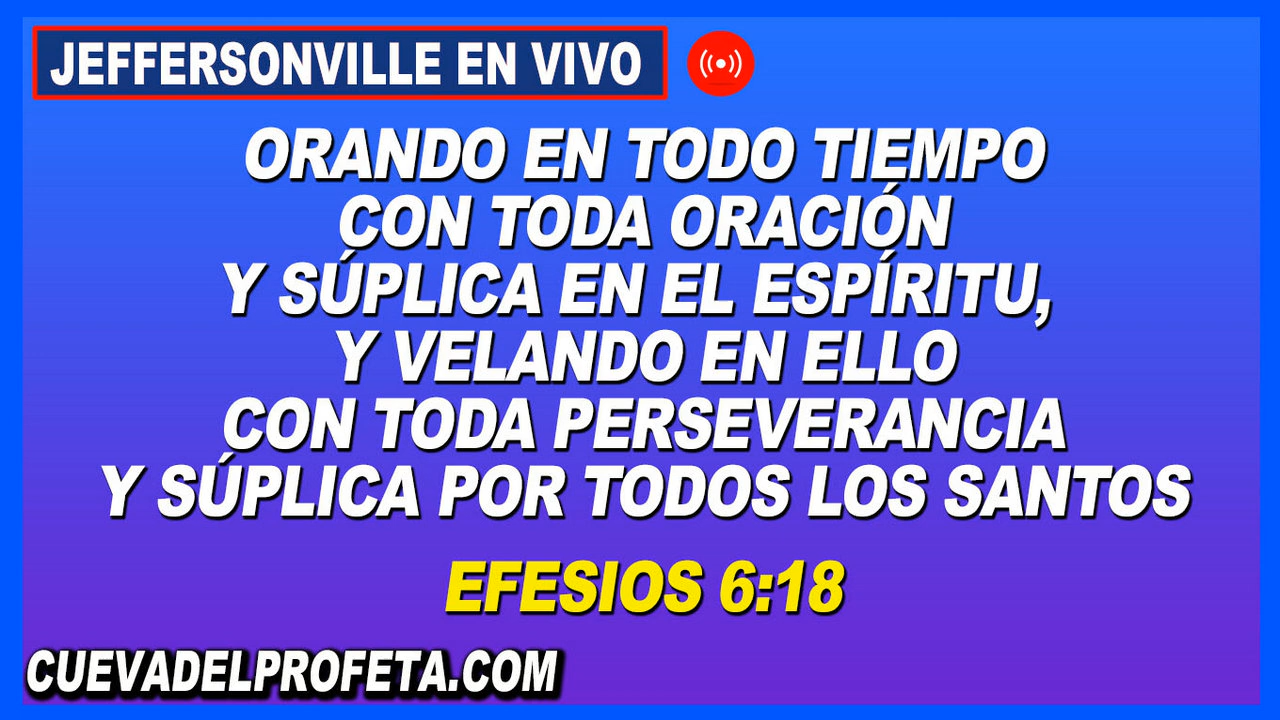 JEFFERSONVILLE EN VIVO
ORANDO EN TODO TIEMPO
CON TODA ORACIÓN
Y SÚPLICA EN EL ESPÍRITU,
Y VELANDO EN ELLO
CON TODA PERSEVERANCIA
Y SÚPLICA POR TODOS LOS SANTOS
EFESIOS 6:18
CUEVADELPROFETA.COM